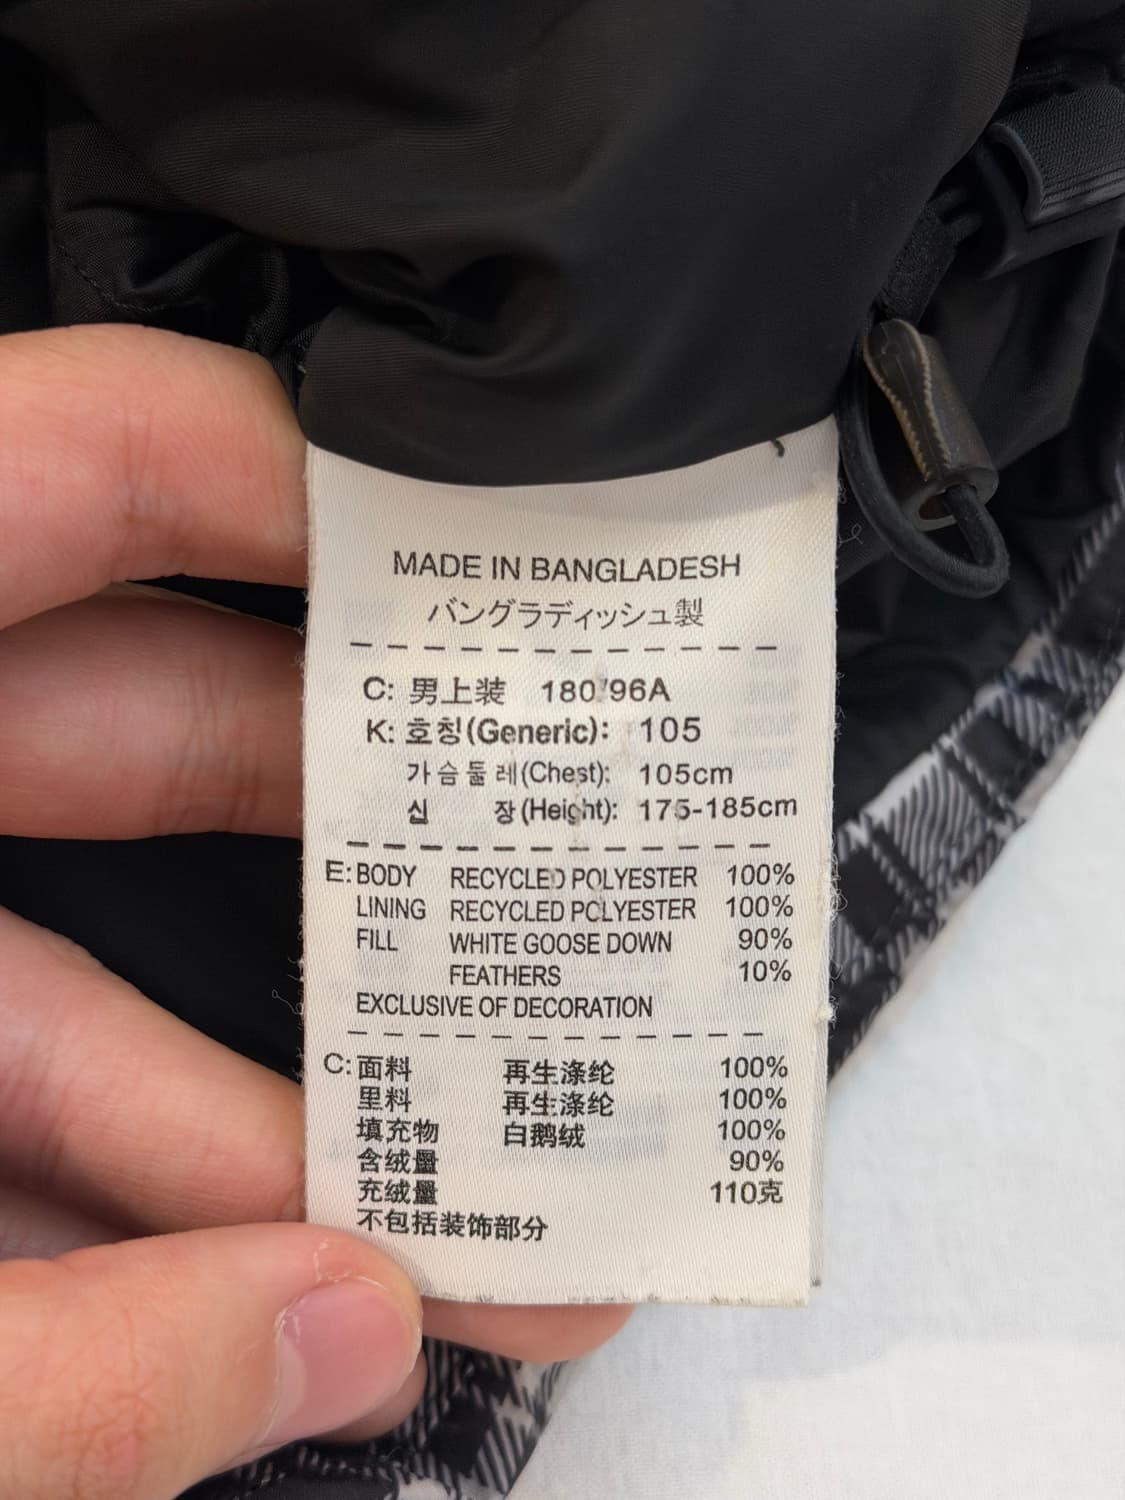 MADE IN BANGLADESH
バングラディッシュ製
C: 男上装 180/96A
K: 호칭(Generic): 105
가슴둘레(Chest): 105cm
신 장(Height): 175-185cm
E: BODY RECYCLED POLYESTER 100%
LINING RECYCLED POLYESTER 100%
FILL WHITE GOOSE DOWN 90%
FEATHERS 10%
EXCLUSIVE OF DECORATION
C: 面料 再生涤纶 100%
里料 再生涤纶 100%
填充物 白鹅绒 100%
含绒量 90%
充绒量 110克
不包括装饰部分